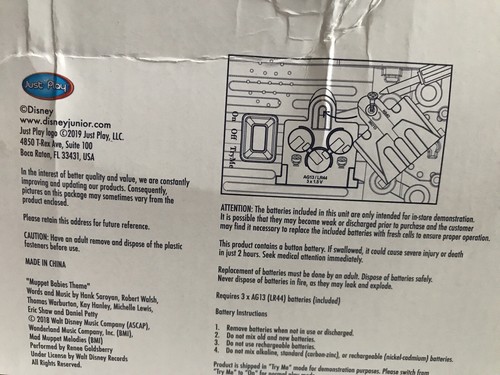 Just Play
©Disney
www.disneyjunior.com
Just Play logo ©2019 Just Play, LLC.
4850 T-Rex Ave, Suite 100
Boca Raton, FL 33431, USA
In the interest of better quality and value, we are constantly
improving and updating our products. Consequently,
pictures on this package may sometimes vary from the
product enclosed.
Please retain this address for future reference.
CAUTION: Have an adult remove and dispose of the plastic
fasteners before use.
MADE IN CHINA
"Muppet Babies Theme"
Words and Music by Hank Saroyan, Robert Walsh,
Thomas Warburton, Kay Hanley, Michelle Lewis,
Eric Shaw and Daniel Petty
© 2018 Walt Disney Music Company (ASCAP),
Wonderland Music Company, Inc. (BMI),
Mad Muppet Melodies (BMI)
Performed by Renee Goldsberry
Under License by Walt Disney Records
All Rights Reserved.
On Off Try-Me
AG13/LR44
3 x 1.5 V
ATTENTION: The batteries included in this unit are only intended for in-store demonstration.
It is possible that they may become weak or discharged prior to purchase and the customer
may find it necessary to replace the included batteries with fresh cells to ensure proper operation.
This product contains a button battery. If swallowed, it could cause severe injury or death
in just 2 hours. Seek medical attention immediately.
Replacement of batteries must be done by an adult. Dispose of batteries safely.
Never dispose of batteries in fire, as they may leak and explode.
Requires 3 x AG13 (LR44) batteries (included)
Battery Instructions
1. Remove batteries when not in use or discharged.
2. Do not mix old and new batteries.
3. Do not use rechargeable batteries.
4. Do not mix alkaline, standard (carbon-zinc), or rechargeable (nickel-cadmium) batteries.
Product is shipped in "Try Me" mode for demonstration purposes. Please switch from
"Try Me" to "On" for normal play mode.